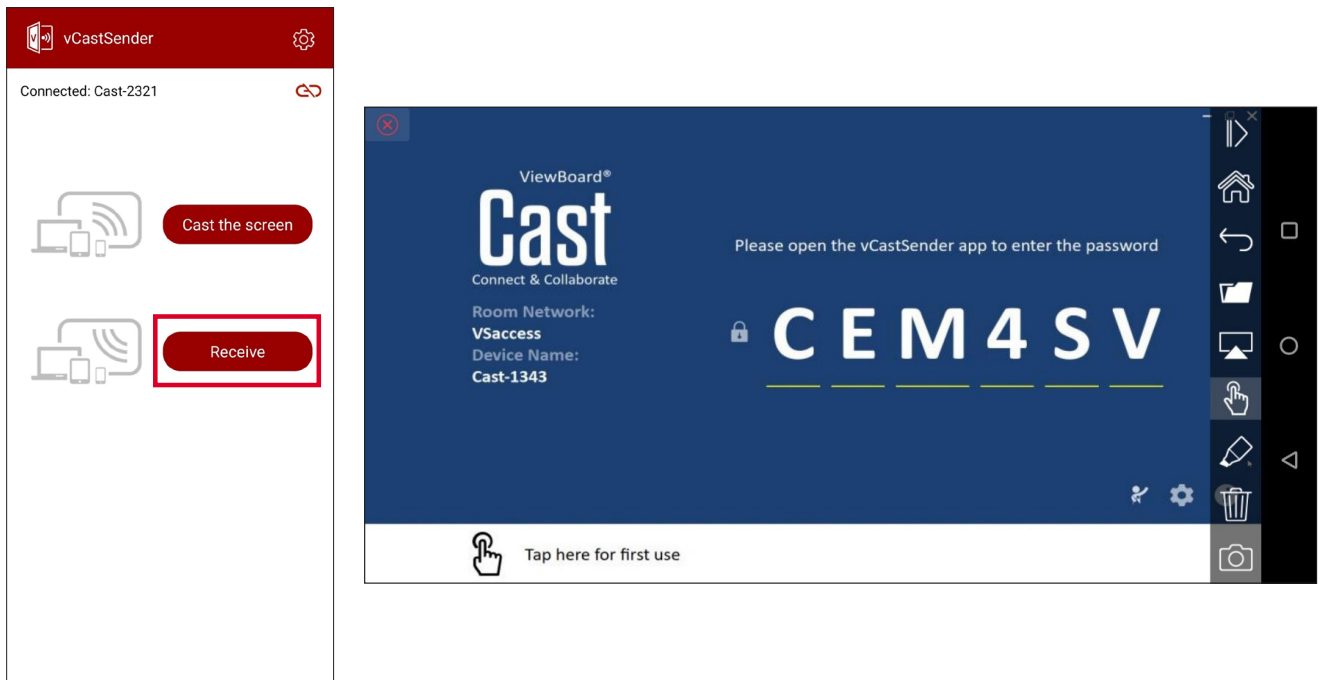 vCastSender
Connected: Cast-2321
Cast the screen
Receive
ViewBoard®
Cast
Connect & Collaborate
Room Network:
VSaccess
Device Name:
Cast-1343
Please open the vCastSender app to enter the password
CEM4SV
Tap here for first use